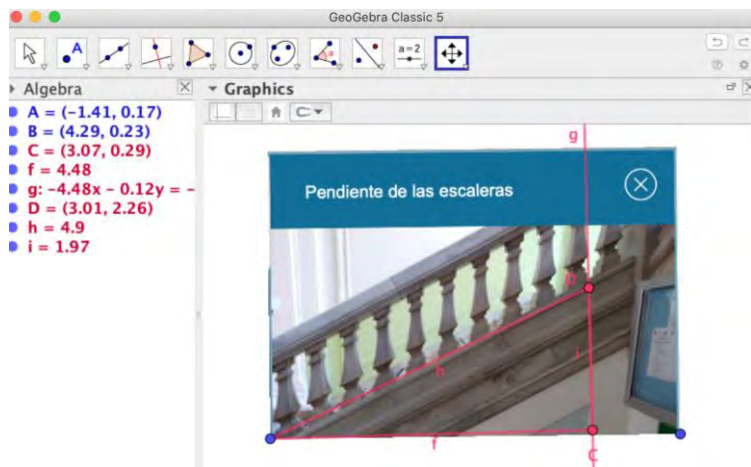 GeoGebra Classic 5
A
a=2
Algebra
Graphics
A = (−1.41, 0.17)
B = (4.29, 0.23)
C = (3.07, 0.29)
f = 4.48
g: −4.48x − 0.12y = −
D = (3.01, 2.26)
h = 4.9
i = 1.97
g
Pendiente de las escaleras
D
i
h
f
C